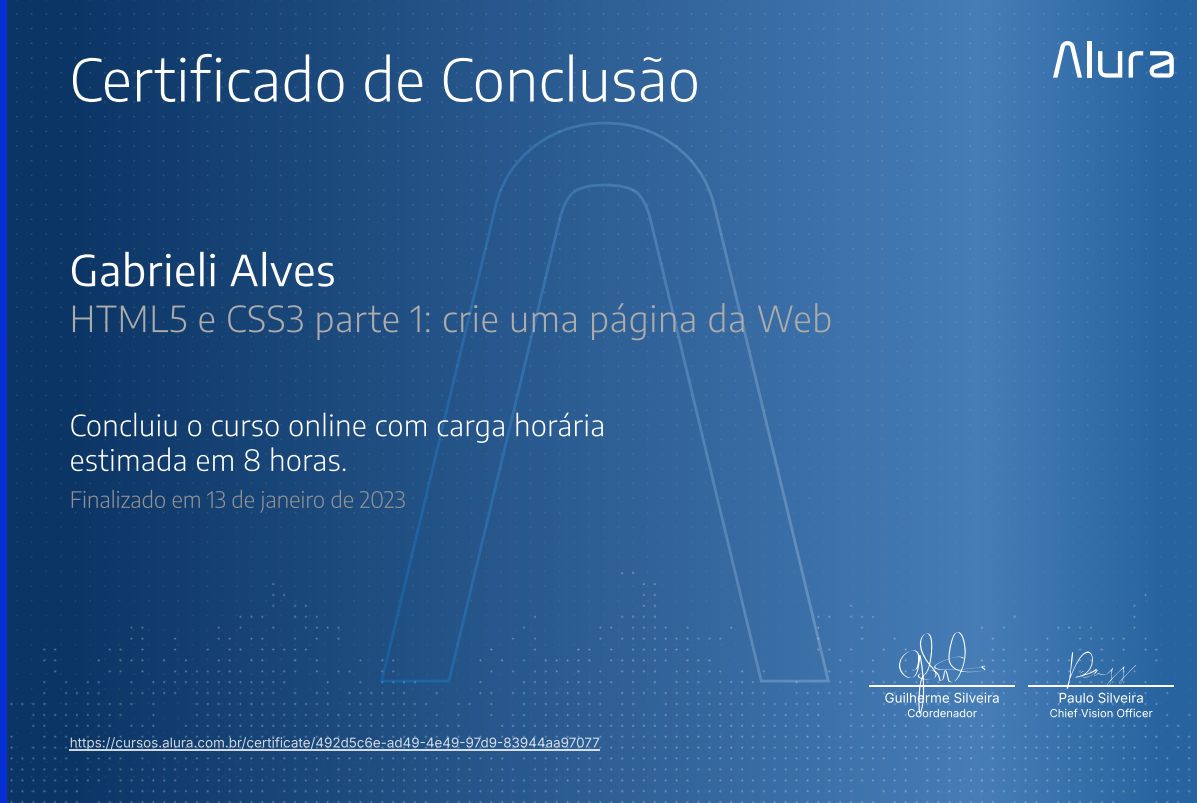 Certificado de Conclusão
Alura
Gabrieli Alves
HTML5 e CSS3 parte 1: crie uma página da Web
Concluiu o curso online com carga horária
estimada em 8 horas.
Finalizado em 13 de janeiro de 2023
Guilherme Silveira
Coordenador
Paulo Silveira
Chief Vision Officer
https://cursos.alura.com.br/certificate/492d5c6e-ad49-4e49-97d9-83944aa97077